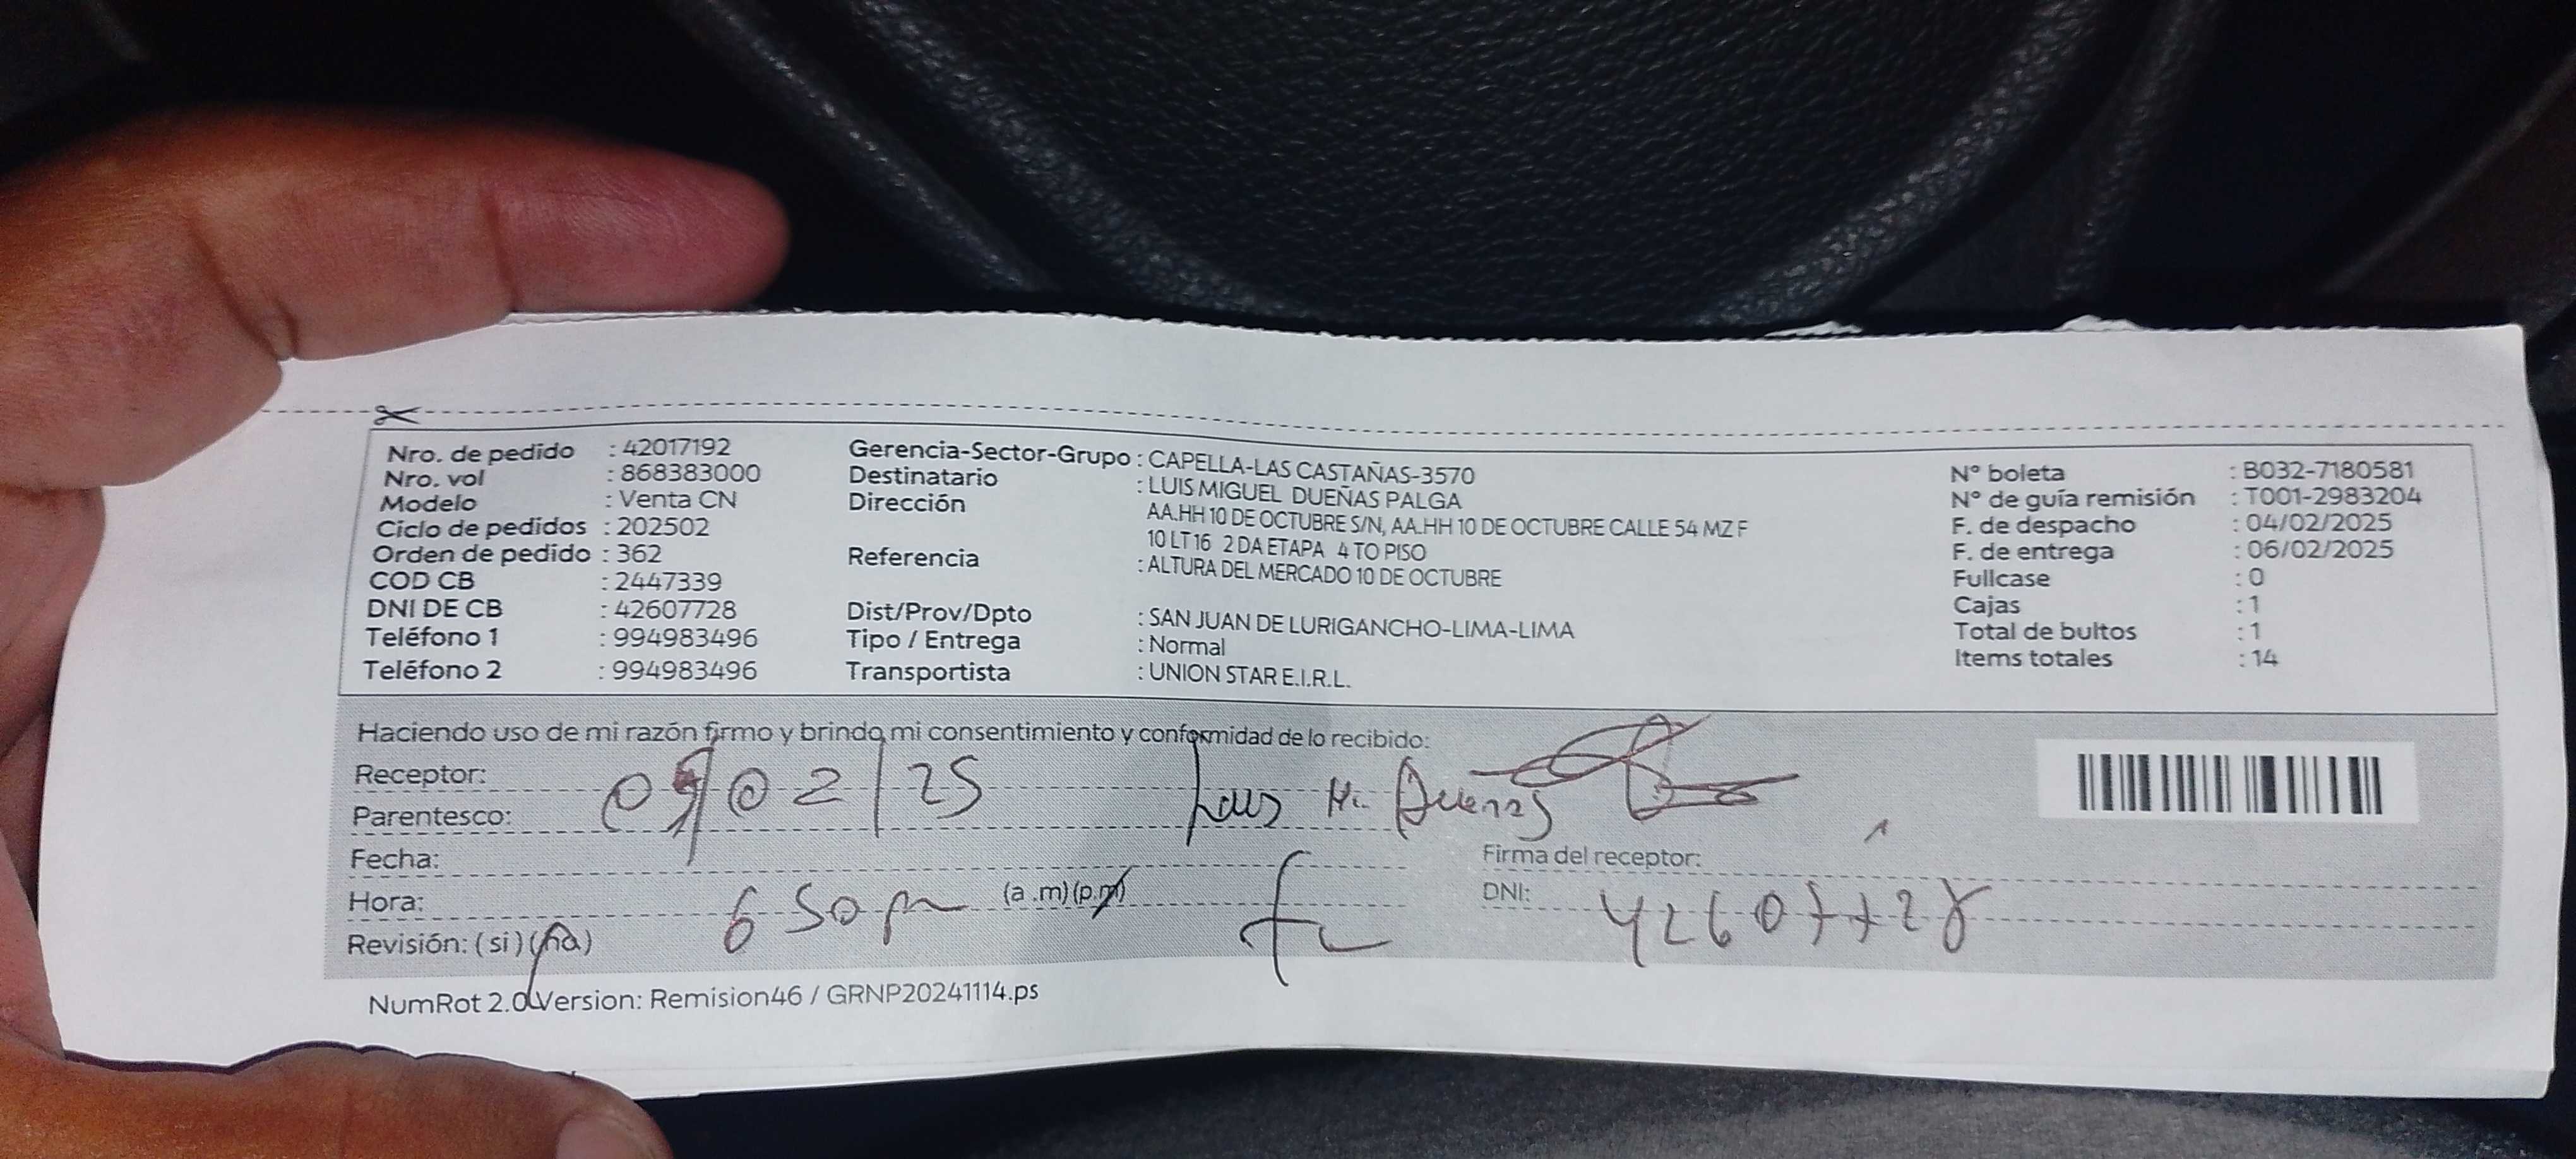 Nro. de pedido : 42017192
Nro. vol : 868383000
Modelo : Venta CN
Ciclo de pedidos : 202502
Orden de pedido : 362
COD CB : 2447339
DNI DE CB : 42607728
Teléfono 1 : 994983496
Teléfono 2 : 994983496
Gerencia-Sector-Grupo : CAPELLA-LAS CASTAÑAS-3570
Destinatario : LUIS MIGUEL DUEÑAS PALGA
Dirección AA.HH 10 DE OCTUBRE S/N, AA.HH 10 DE OCTUBRE CALLE 54 MZ F
10 LT 16 2 DA ETAPA 4 TO PISO
Referencia : ALTURA DEL MERCADO 10 DE OCTUBRE
Dist/Prov/Dpto : SAN JUAN DE LURIGANCHO-LIMA-LIMA
Tipo / Entrega : Normal
Transportista : UNION STAR E.I.R.L.
N° boleta : B032-7180581
N° de guía remisión : T001-2983204
F. de despacho : 04/02/2025
F. de entrega : 06/02/2025
Fullcase : 0
Cajas : 1
Total de bultos : 1
Items totales : 14
Haciendo uso de mi razón firmo y brindo mi consentimiento y conformidad de lo recibido:
Receptor:
Parentesco:
02/25
Dueñas
Fecha:
Hora: 6 50 pm (a .m) (p.m)
Revisión: (si) (no)
Firma del receptor:
DNI: 42607728
NumRot 2.0 Version: Remision46 / GRNP20241114.ps